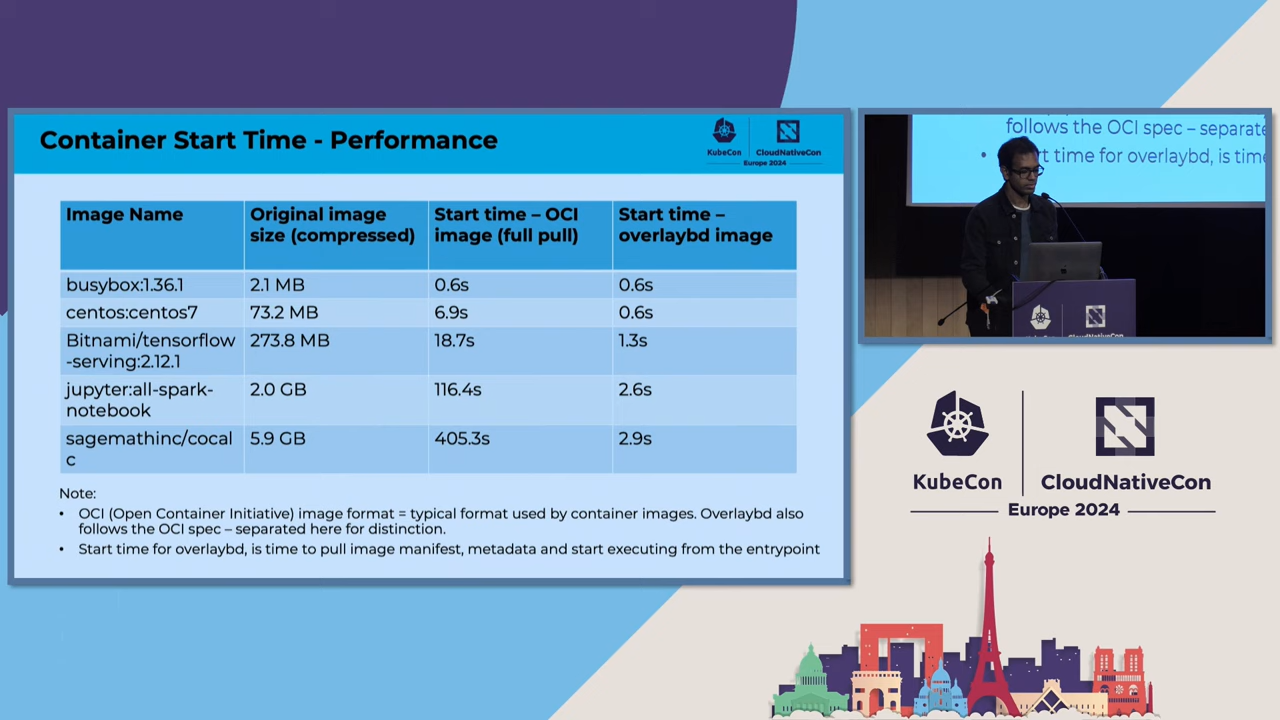 Container Start Time - Performance
KubeCon
CloudNativeCon
Europe 2024
Image Name
Original image
size (compressed)
Start time – OCI
image (full pull)
Start time –
overlaybd image
busybox:1.36.1
2.1 MB
0.6s
0.6s
centos:centos7
73.2 MB
6.9s
0.6s
Bitnami/tensorflow
-serving:2.12.1
273.8 MB
18.7s
1.3s
jupyter:all-spark-
notebook
2.0 GB
116.4s
2.6s
sagemathinc/cocal
c
5.9 GB
405.3s
2.9s
Note:
• OCI (Open Container Initiative) image format = typical format used by container images. Overlaybd also
follows the OCI spec – separated here for distinction.
• Start time for overlaybd, is time to pull image manifest, metadata and start executing from the entrypoint
follows the OCI spec – separate
• rt time for overlaybd, is time
KubeCon
CloudNativeCon
Europe 2024